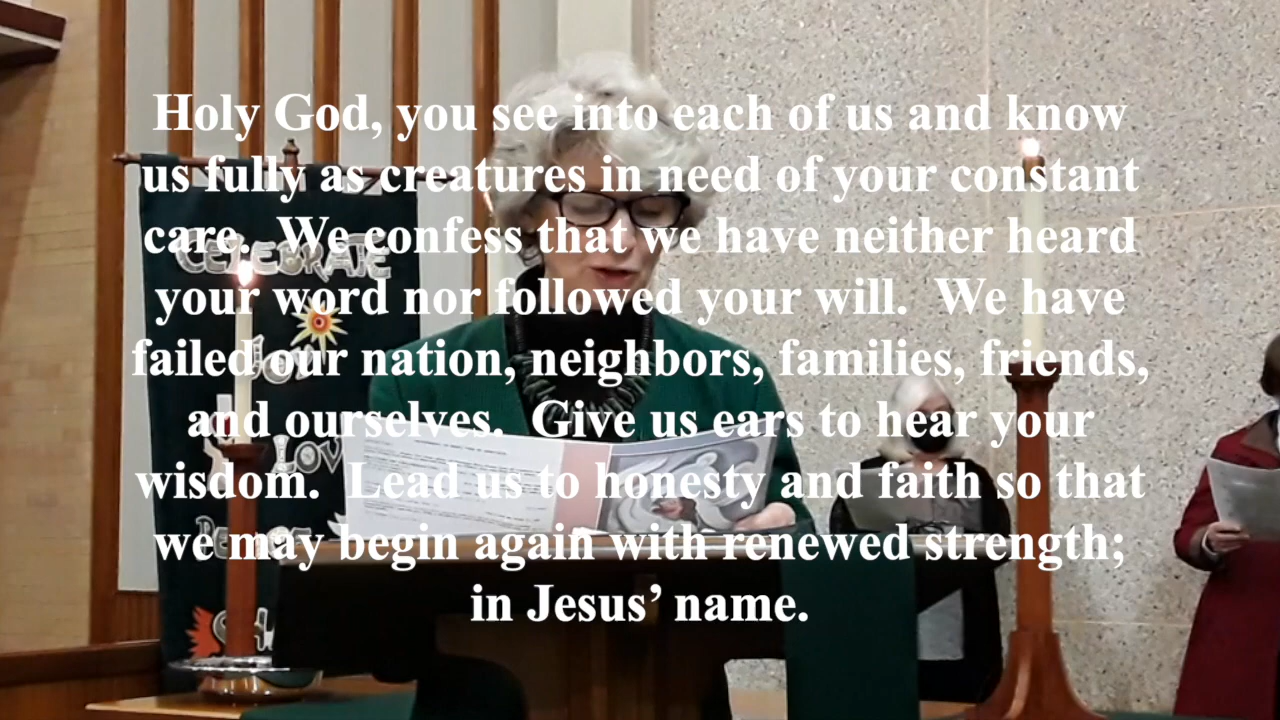 Holy God, you see into each of us and know
us fully as creatures in need of your constant
care.  We confess that we have neither heard
your word nor followed your will.  We have
failed our nation, neighbors, families, friends,
and ourselves.  Give us ears to hear your
wisdom.  Lead us to honesty and faith so that
we may begin again with renewed strength;
in Jesus’ name.
CELEBRATE
Joy
Love